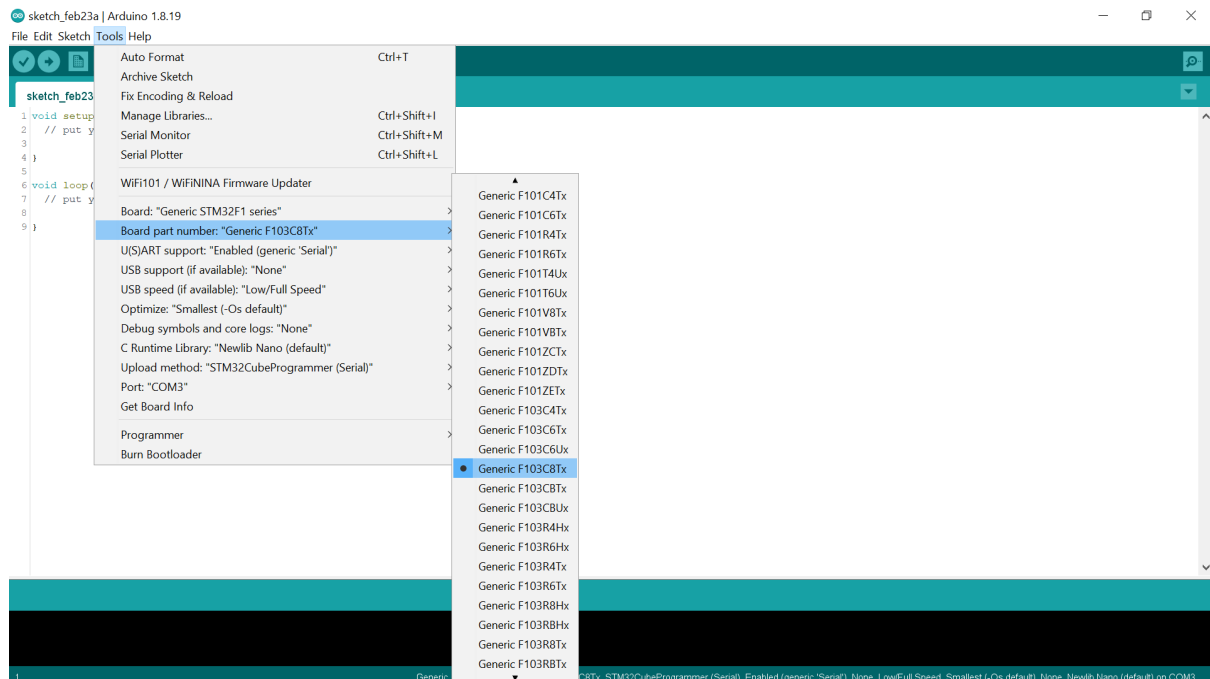 sketch_feb23a | Arduino 1.8.19
File Edit Sketch Tools Help
sketch_feb23
1 void setup
2 // put y
3
4 }
5
6 void loop(
7 // put y
8
9 }
Auto Format Ctrl+T
Archive Sketch
Fix Encoding & Reload
Manage Libraries... Ctrl+Shift+I
Serial Monitor Ctrl+Shift+M
Serial Plotter Ctrl+Shift+L
WiFi101 / WiFiNINA Firmware Updater
Board: "Generic STM32F1 series"
Board part number: "Generic F103C8Tx"
U(S)ART support: "Enabled (generic 'Serial')"
USB support (if available): "None"
USB speed (if available): "Low/Full Speed"
Optimize: "Smallest (-Os default)"
Debug symbols and core logs: "None"
C Runtime Library: "Newlib Nano (default)"
Upload method: "STM32CubeProgrammer (Serial)"
Port: "COM3"
Get Board Info
Programmer
Burn Bootloader
Generic F101C4Tx
Generic F101C6Tx
Generic F101R4Tx
Generic F101R6Tx
Generic F101T4Ux
Generic F101T6Ux
Generic F101V8Tx
Generic F101VBTx
Generic F101ZCTx
Generic F101ZDTx
Generic F101ZETx
Generic F103C4Tx
Generic F103C6Tx
Generic F103C6Ux
Generic F103C8Tx
Generic F103CBTx
Generic F103CBUx
Generic F103R4Hx
Generic F103R6Hx
Generic F103R4Tx
Generic F103R6Tx
Generic F103R8Hx
Generic F103RBHx
Generic F103R8Tx
Generic F103RBTx
1 Generic C8Tx, STM32CubeProgrammer (Serial), Enabled (generic 'Serial'), None, Low/Full Speed, Smallest (-Os default), None, Newlib Nano (default) on COM3